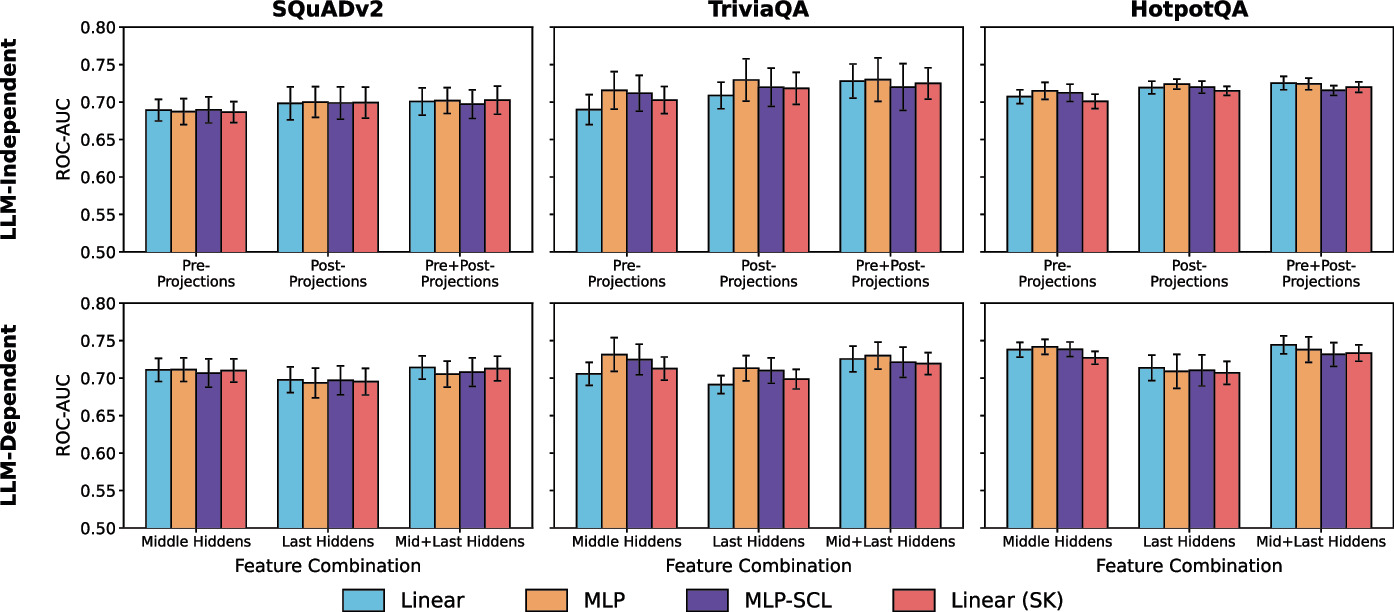 SQuADv2
TriviaQA
HotpotQA
LLM-Independent
ROC-AUC
0.80
0.75
0.70
0.65
0.60
0.55
0.50
Pre-
Projections
Post-
Projections
Pre+Post-
Projections
Pre-
Projections
Post-
Projections
Pre+Post-
Projections
Pre-
Projections
Post-
Projections
Pre+Post-
Projections
LLM-Dependent
ROC-AUC
0.80
0.75
0.70
0.65
0.60
0.55
0.50
Middle Hiddens
Last Hiddens
Mid+Last Hiddens
Middle Hiddens
Last Hiddens
Mid+Last Hiddens
Middle Hiddens
Last Hiddens
Mid+Last Hiddens
Feature Combination
Feature Combination
Feature Combination
Linear
MLP
MLP-SCL
Linear (SK)